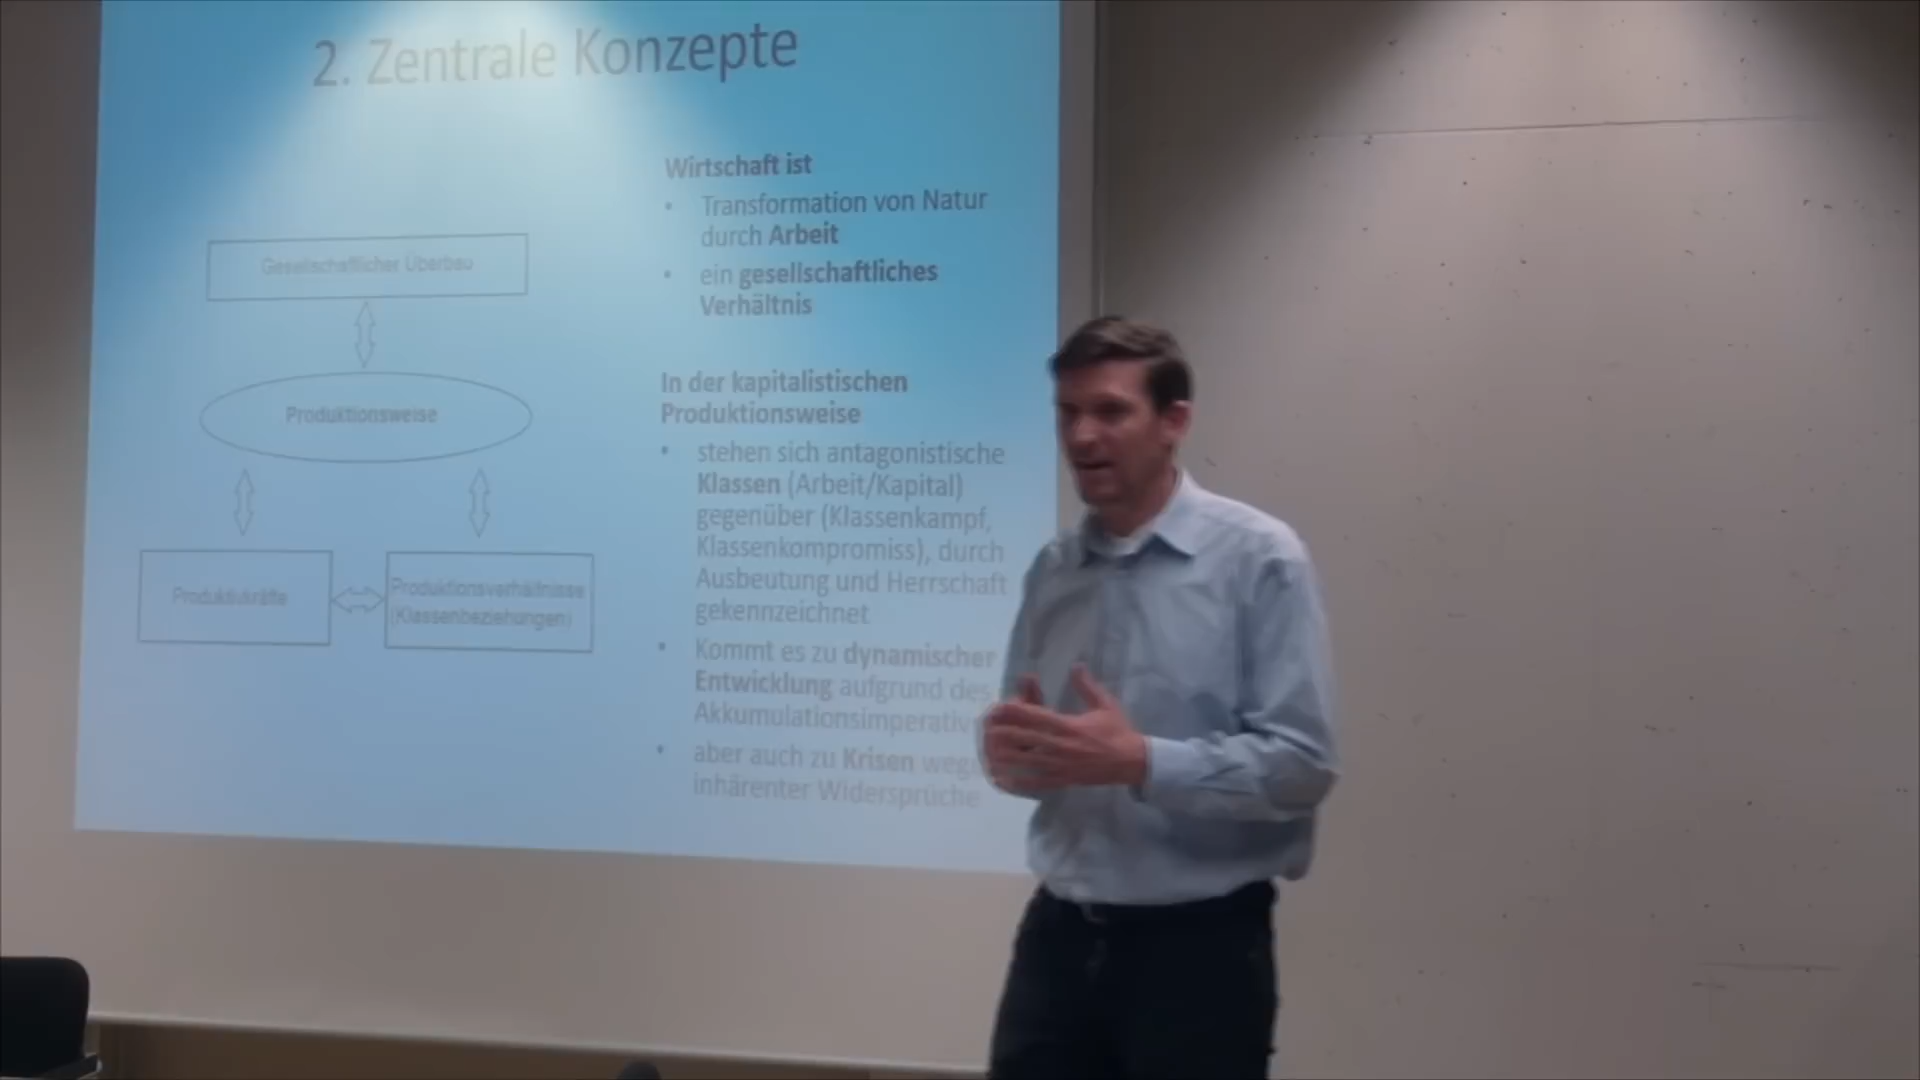 2. Zentrale Konzepte
Wirtschaft ist
• Transformation von Natur
durch Arbeit
• ein gesellschaftliches
Verhältnis
In der kapitalistischen
Produktionsweise
• stehen sich antagonistische
Klassen (Arbeit/Kapital)
gegenüber (Klassenkampf,
Klassenkompromiss), durch
Ausbeutung und Herrschaft
gekennzeichnet
• Kommt es zu dynamischer
Entwicklung aufgrund des
• aber auch zu Krisen
inhärenter Widersprüche
Gesellschaftlicher Überbau
Produktionsweise
Produktivkräfte
Produktionsverhältnisse
(Klassenbeziehungen)